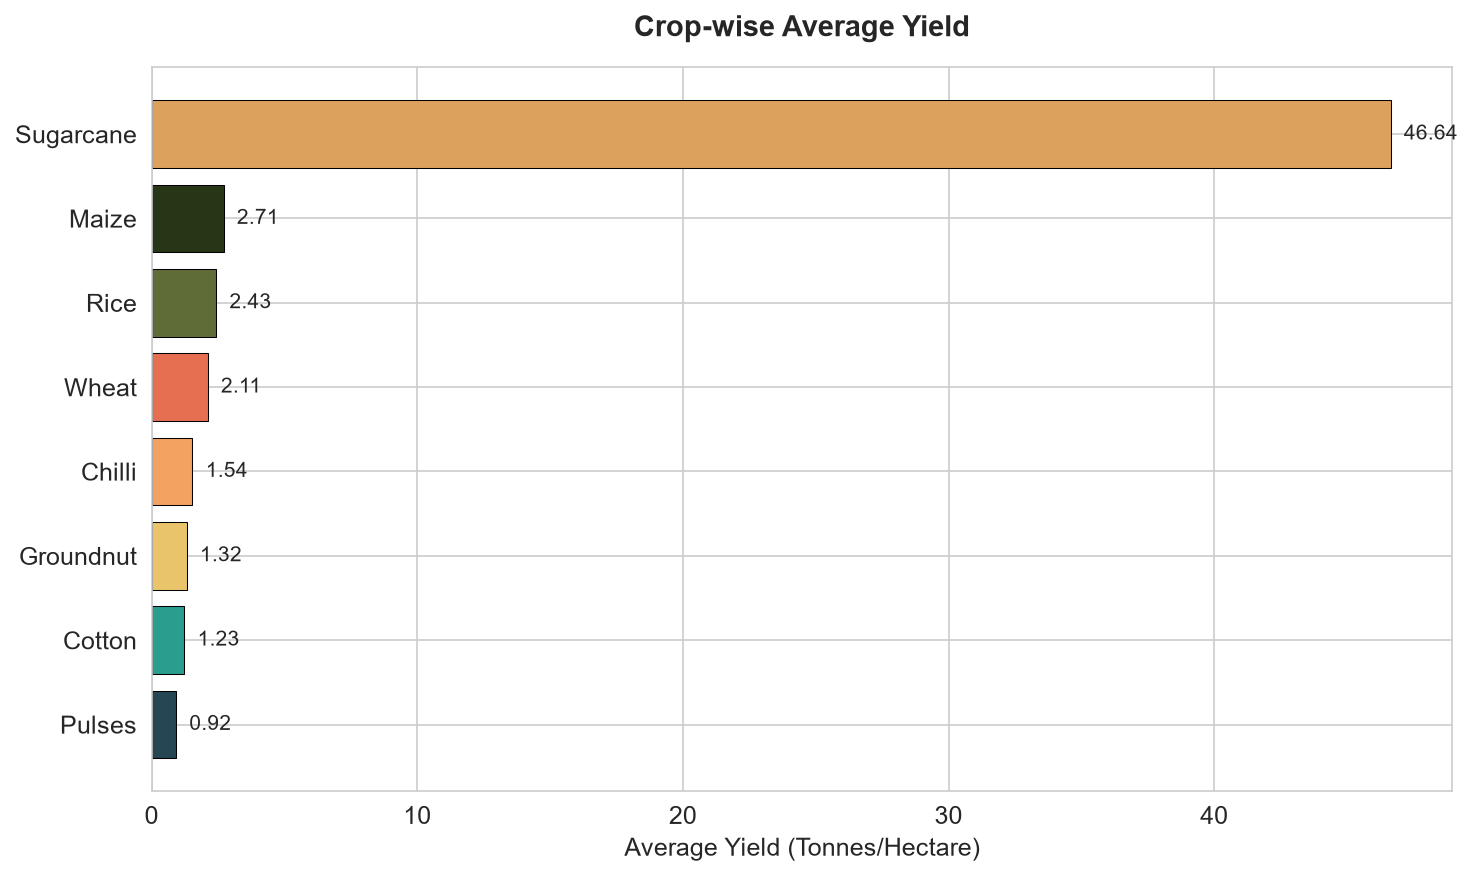 Crop-wise Average Yield
Sugarcane 46.64
Maize 2.71
Rice 2.43
Wheat 2.11
Chilli 1.54
Groundnut 1.32
Cotton 1.23
Pulses 0.92
0 10 20 30 40
Average Yield (Tonnes/Hectare)